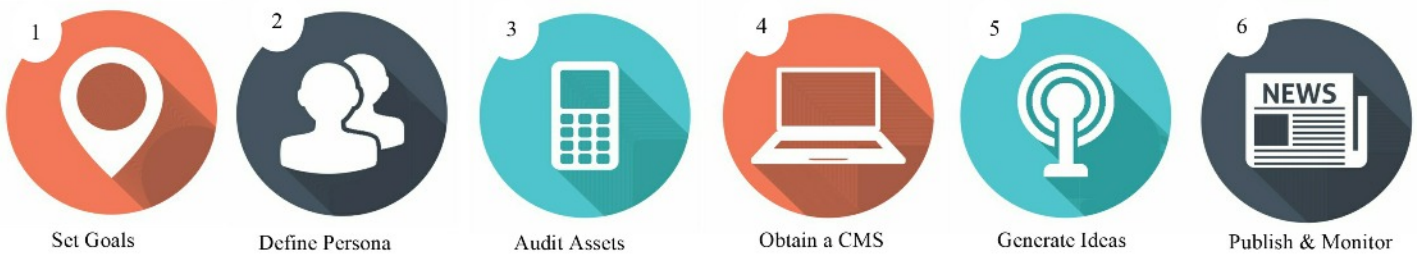 1
2
3
4
5
6
NEWS
Set Goals
Define Persona
Audit Assets
Obtain a CMS
Generate Ideas
Publish & Monitor